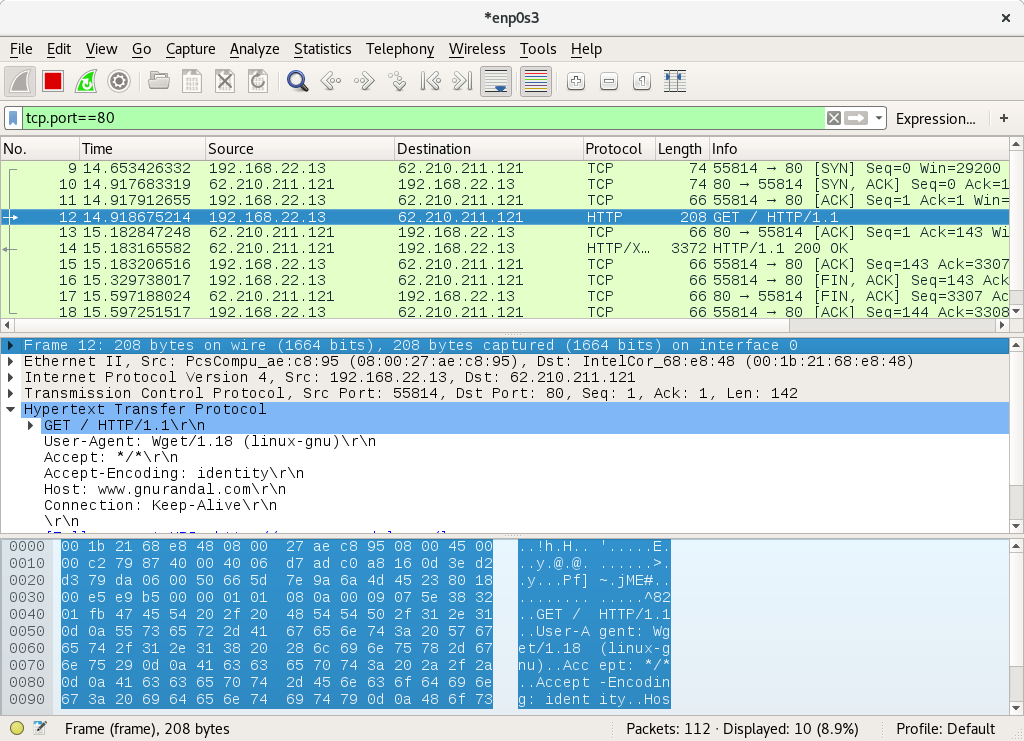 *enp0s3
File Edit View Go Capture Analyze Statistics Telephony Wireless Tools Help
tcp.port==80 Expression... +
No. Time Source Destination Protocol Length Info
9 14.653426332 192.168.22.13 62.210.211.121 TCP 74 55814 → 80 [SYN] Seq=0 Win=29200
10 14.917683319 62.210.211.121 192.168.22.13 TCP 74 80 → 55814 [SYN, ACK] Seq=0 Ack=1
11 14.917912655 192.168.22.13 62.210.211.121 TCP 66 55814 → 80 [ACK] Seq=1 Ack=1 Win=
12 14.918675214 192.168.22.13 62.210.211.121 HTTP 208 GET / HTTP/1.1
13 15.182847248 62.210.211.121 192.168.22.13 TCP 66 80 → 55814 [ACK] Seq=1 Ack=143 Wi
14 15.183165582 62.210.211.121 192.168.22.13 HTTP/X… 3372 HTTP/1.1 200 OK
15 15.183206516 192.168.22.13 62.210.211.121 TCP 66 55814 → 80 [ACK] Seq=143 Ack=3307
16 15.329738017 192.168.22.13 62.210.211.121 TCP 66 55814 → 80 [FIN, ACK] Seq=143 Ack
17 15.597188024 62.210.211.121 192.168.22.13 TCP 66 80 → 55814 [FIN, ACK] Seq=3307 Ac
18 15.597251517 192.168.22.13 62.210.211.121 TCP 66 55814 → 80 [ACK] Seq=144 Ack=3308
Frame 12: 208 bytes on wire (1664 bits), 208 bytes captured (1664 bits) on interface 0
Ethernet II, Src: PcsCompu_ae:c8:95 (08:00:27:ae:c8:95), Dst: IntelCor_68:e8:48 (00:1b:21:68:e8:48)
Internet Protocol Version 4, Src: 192.168.22.13, Dst: 62.210.211.121
Transmission Control Protocol, Src Port: 55814, Dst Port: 80, Seq: 1, Ack: 1, Len: 142
Hypertext Transfer Protocol
GET / HTTP/1.1\r\n
User-Agent: Wget/1.18 (linux-gnu)\r\n
Accept: */*\r\n
Accept-Encoding: identity\r\n
Host: www.gnurandal.com\r\n
Connection: Keep-Alive\r\n
\r\n
0000 00 1b 21 68 e8 48 08 00 27 ae c8 95 08 00 45 00 ..!h.H.. '.....E.
0010 00 c2 79 87 40 00 40 06 d7 ad c0 a8 16 0d 3e d2 ..y.@.@. ......>.
0020 d3 79 da 06 00 50 66 5d 7e 9a 6a 4d 45 23 80 18 .y...Pf] ~.jME#..
0030 00 e5 e9 b5 00 00 01 01 08 0a 00 09 07 5e 38 32 ........ .....^82
0040 01 fb 47 45 54 20 2f 20 48 54 54 50 2f 31 2e 31 ..GET / HTTP/1.1
0050 0d 0a 55 73 65 72 2d 41 67 65 6e 74 3a 20 57 67 ..User-A gent: Wg
0060 65 74 2f 31 2e 31 38 20 28 6c 69 6e 75 78 2d 67 et/1.18 (linux-g
0070 6e 75 29 0d 0a 41 63 63 65 70 74 3a 20 2a 2f 2a nu)..Acc ept: */*
0080 0d 0a 41 63 63 65 70 74 2d 45 6e 63 6f 64 69 6e ..Accept -Encodin
0090 67 3a 20 69 64 65 6e 74 69 74 79 0d 0a 48 6f 73 g: ident ity..Hos
Frame (frame), 208 bytes Packets: 112 · Displayed: 10 (8.9%) Profile: Default